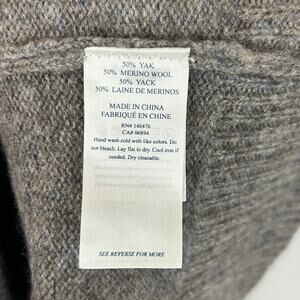 50% YAK
50% MERINO WOOL
50% YACK
50% LAINE DE MERINOS
MADE IN CHINA
FABRIQUÉ EN CHINE
RN# 140476
CA# 06894
Hand wash cold with like colors. Do
not bleach. Lay flat to dry. Cool iron if
needed. Dry cleanable.
SEE REVERSE FOR MORE